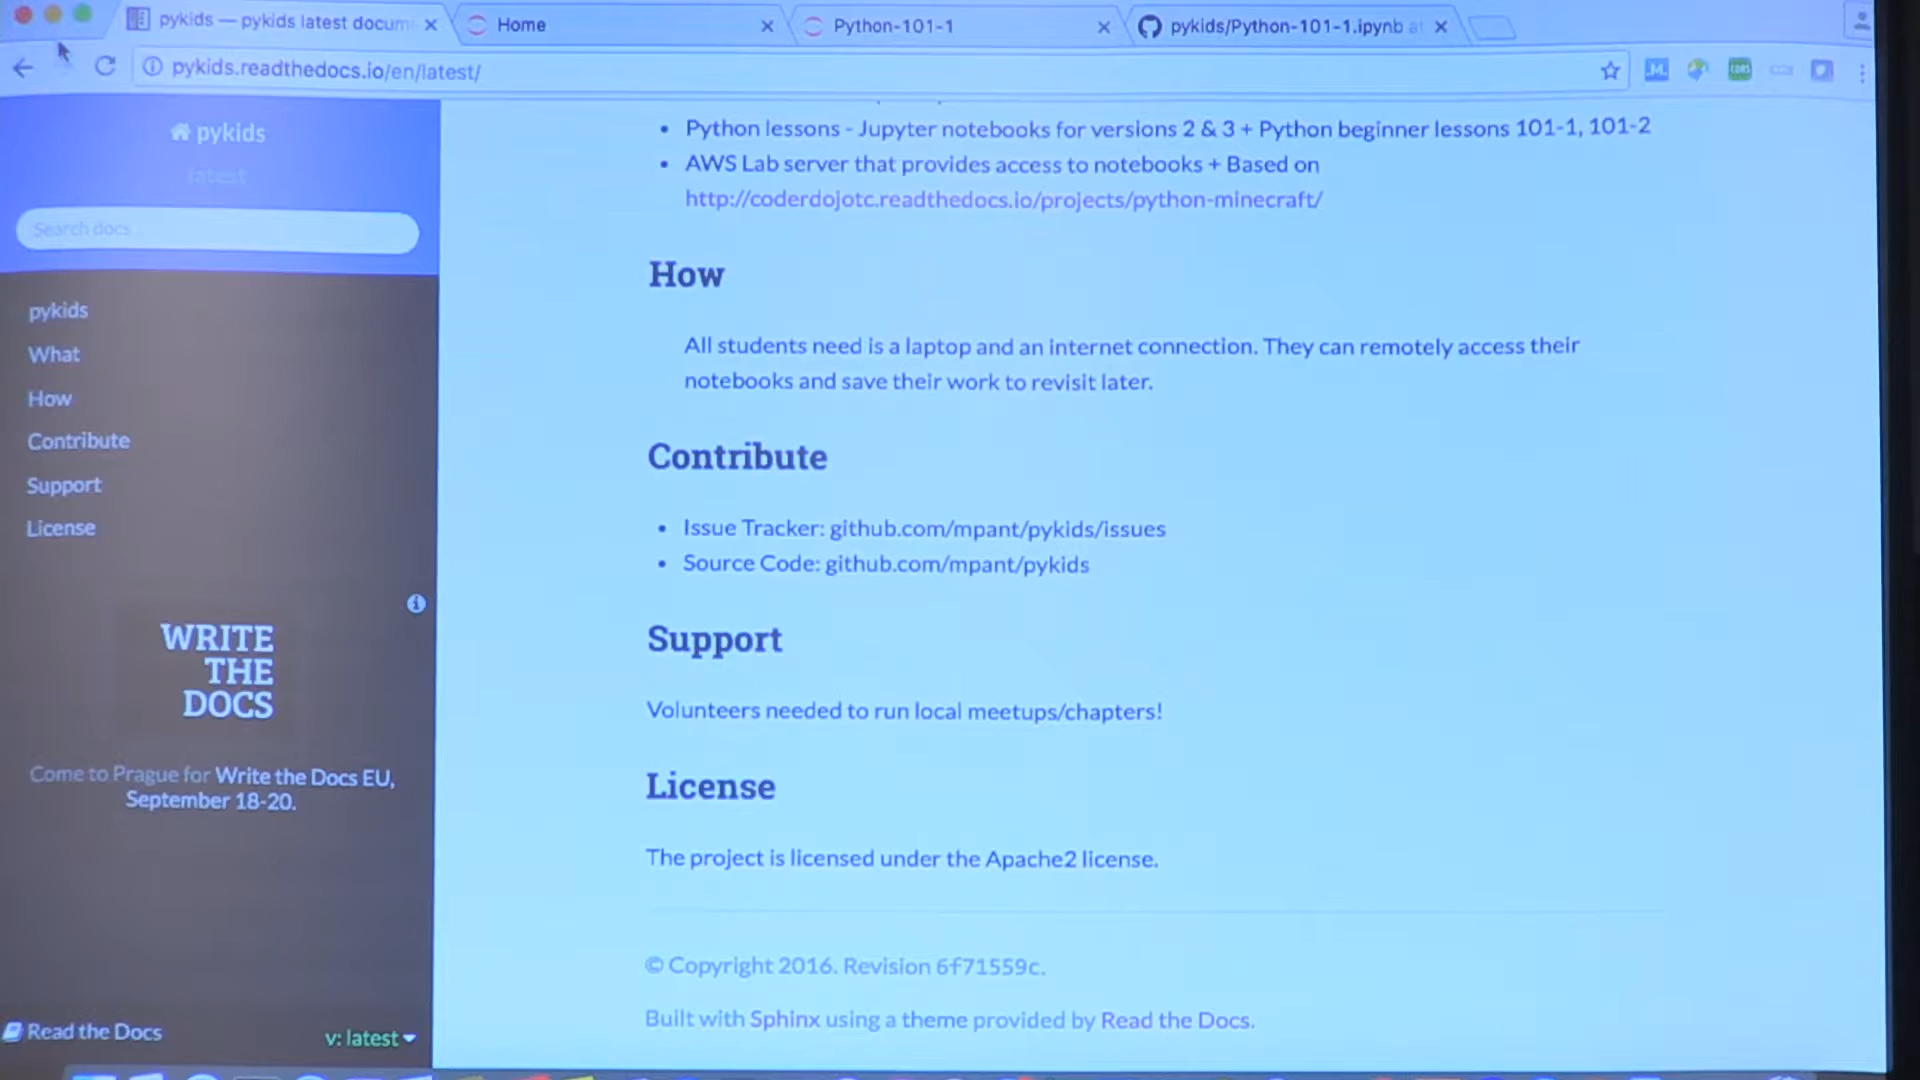 pykids — pykids latest docum
Home
Python-101-1
pykids/Python-101-1.ipynb at
pykids.readthedocs.io/en/latest/
pykids
latest
Search docs
pykids
What
How
Contribute
Support
License
WRITE
THE
DOCS
Come to Prague for Write the Docs EU,
September 18-20.
Read the Docs
v: latest
Python lessons - Jupyter notebooks for versions 2 & 3 + Python beginner lessons 101-1, 101-2
AWS Lab server that provides access to notebooks + Based on
http://coderdojotc.readthedocs.io/projects/python-minecraft/
How
All students need is a laptop and an internet connection. They can remotely access their
notebooks and save their work to revisit later.
Contribute
Issue Tracker: github.com/mpant/pykids/issues
Source Code: github.com/mpant/pykids
Support
Volunteers needed to run local meetups/chapters!
License
The project is licensed under the Apache2 license.
© Copyright 2016. Revision 6f71559c.
Built with Sphinx using a theme provided by Read the Docs.